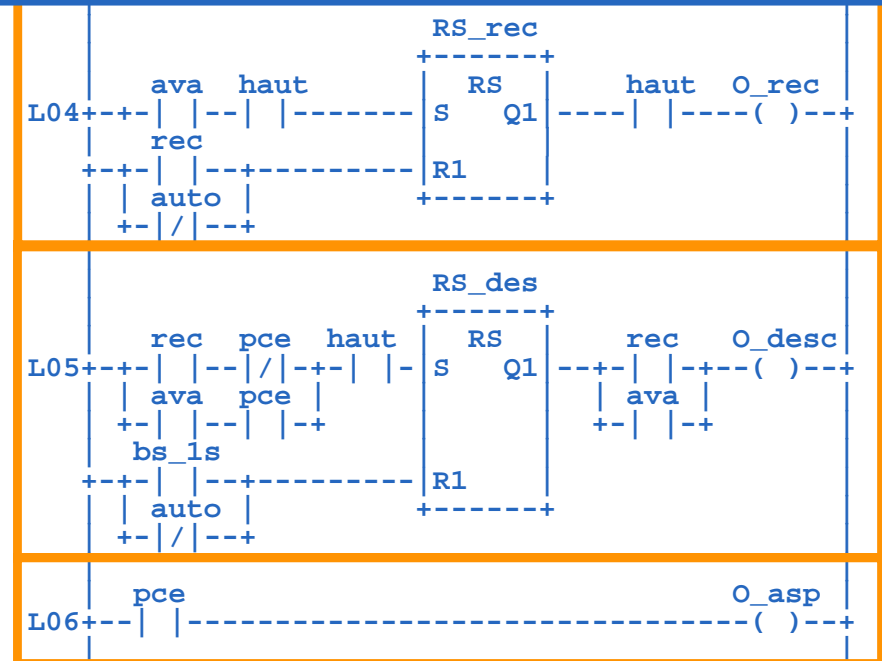 RS_rec
+------+
ava haut | RS | haut O_rec
L04+-+-| |--| |-------|S Q1|----| |----( )--+
| rec | |
+-+-| |--+---------|R1 |
| | auto | +------+
| +-|/|--+
RS_des
+------+
rec pce haut | RS | rec O_desc
L05+-+-| |--|/|-+-| |-|S Q1|--+-| |-+--( )--+
| | ava pce | | | | ava |
| +-| |--| |-+ | | +-| |-+
| bs_1s | |
+-+-| |--+---------|R1 |
| | auto | +------+
| +-|/|--+
pce O_asp
L06+--| |------------------------------( )--+